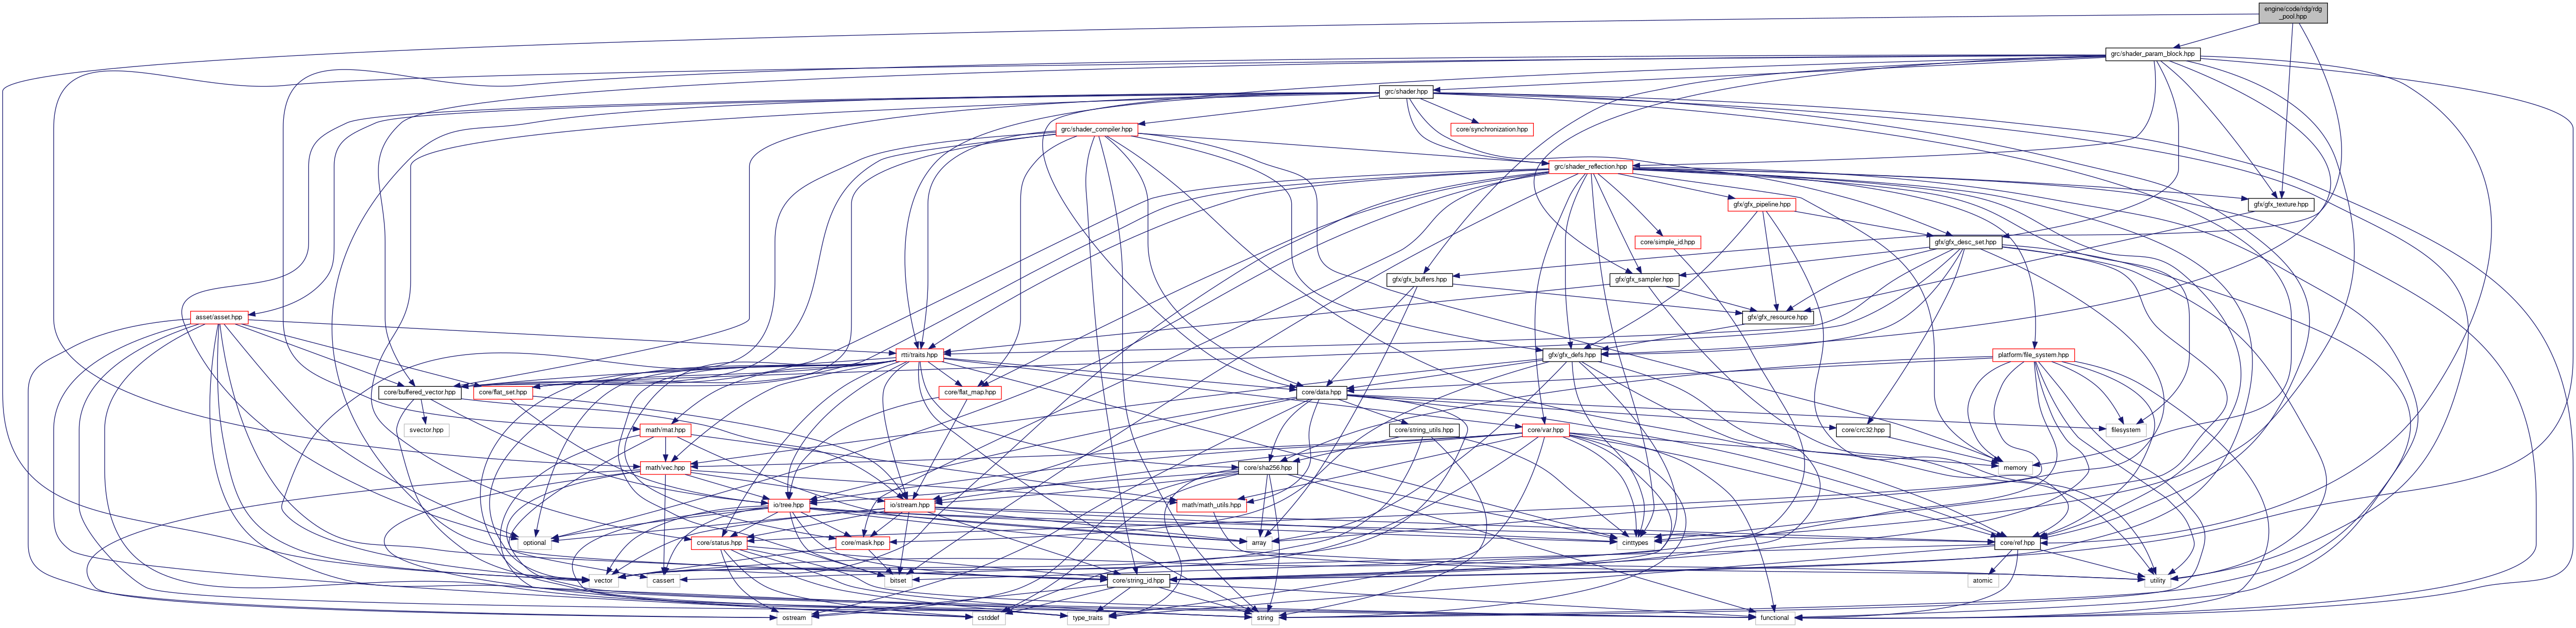 engine/code/rdg/rdg
_pool.hpp
grc/shader_param_block.hpp
grc/shader.hpp
grc/shader_compiler.hpp
core/synchronization.hpp
grc/shader_reflection.hpp
gfx/gfx_pipeline.hpp
gfx/gfx_texture.hpp
core/simple_id.hpp
gfx/gfx_desc_set.hpp
gfx/gfx_buffers.hpp
gfx/gfx_sampler.hpp
asset/asset.hpp
gfx/gfx_resource.hpp
rtti/traits.hpp
gfx/gfx_defs.hpp
platform/file_system.hpp
core/buffered_vector.hpp
core/flat_set.hpp
core/flat_map.hpp
core/data.hpp
svector.hpp
math/mat.hpp
core/string_utils.hpp
core/var.hpp
core/crc32.hpp
filesystem
math/vec.hpp
core/sha256.hpp
memory
io/tree.hpp
io/stream.hpp
math/math_utils.hpp
optional
core/status.hpp
core/mask.hpp
array
cinttypes
core/ref.hpp
vector
cassert
bitset
core/string_id.hpp
atomic
utility
ostream
cstddef
type_traits
string
functional